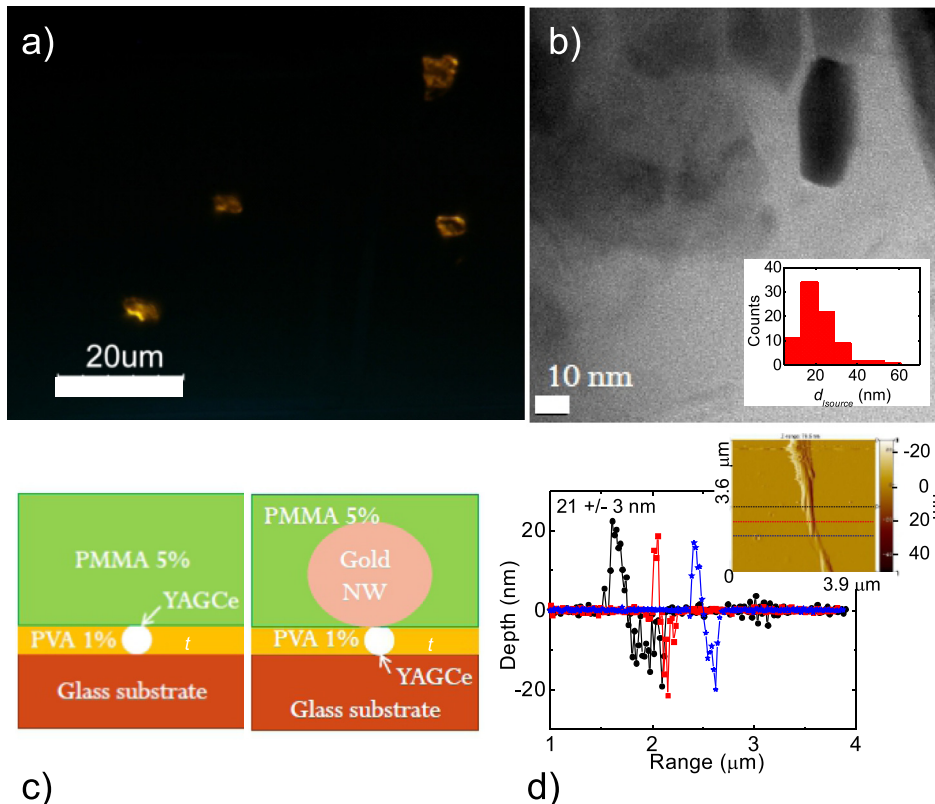 a)
20um
b)
10 nm
40
30
20
10
0
Counts
20 40 60
d_lsource (nm)
PMMA 5%
YAGCe
PVA 1% t
Glass substrate
PMMA 5%
Gold
NW
PVA 1% t
YAGCe
Glass substrate
c)
21 +/- 3 nm
20
0
-20
Depth (nm)
1 2 3 4
Range (μm)
3.6 μm
0
3.9 μm
-20
0
20
40
nm
d)